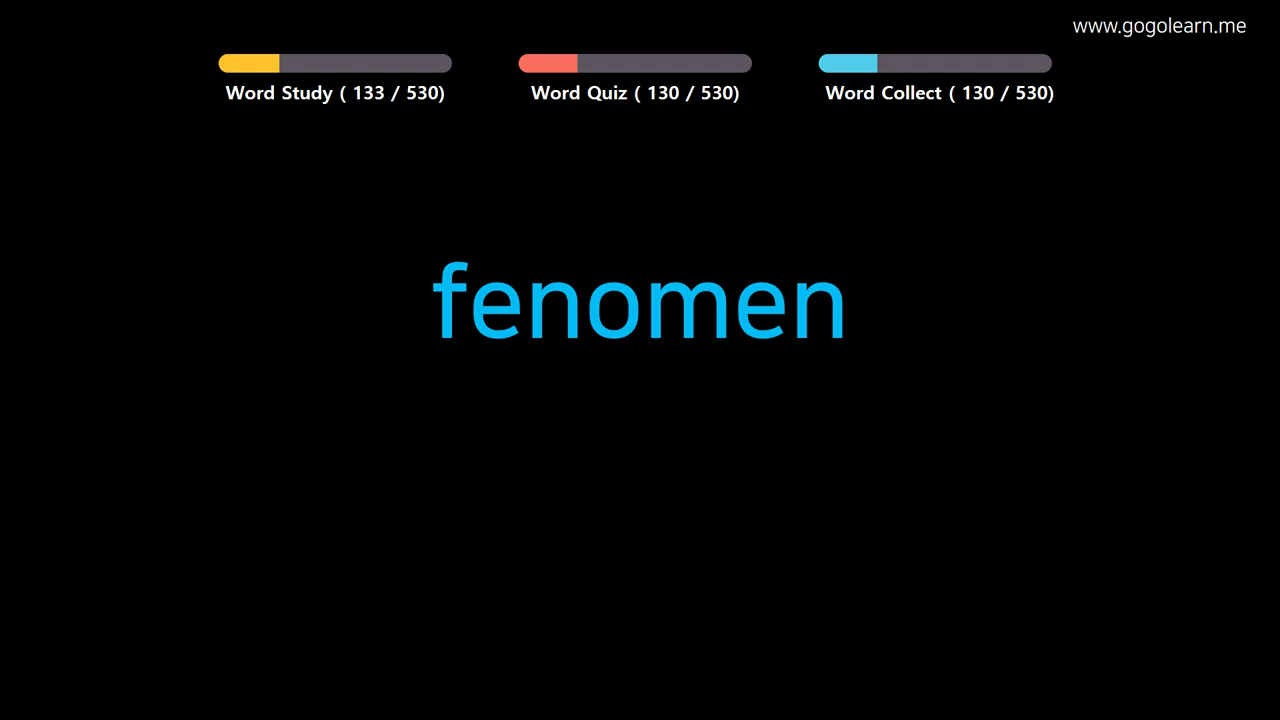 www.gogolearn.me
Word Study ( 133 / 530)
Word Quiz ( 130 / 530)
Word Collect ( 130 / 530)
fenomen